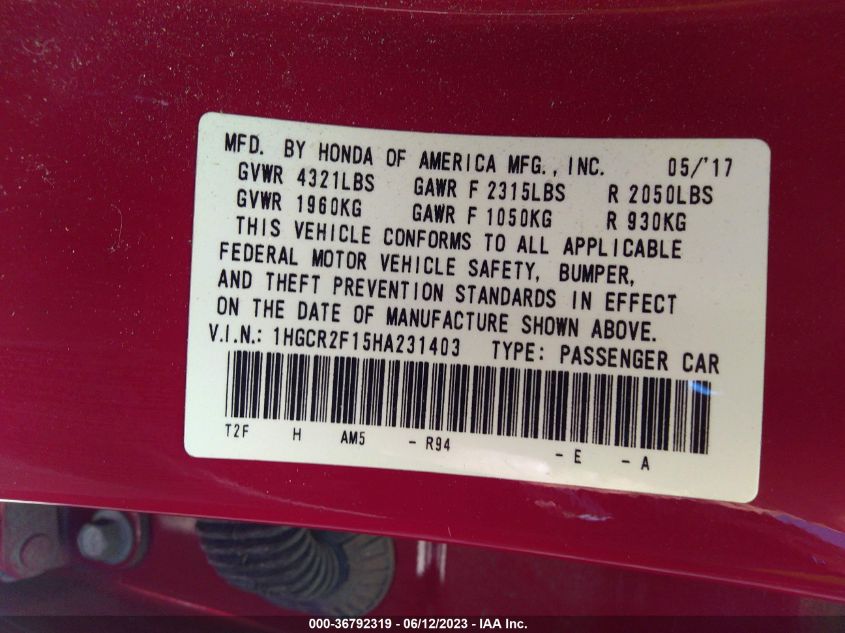 MFD. BY HONDA OF AMERICA MFG., INC. 05/'17
GVWR 4321LBS GAWR F 2315LBS R 2050LBS
GVWR 1960KG GAWR F 1050KG R 930KG
THIS VEHICLE CONFORMS TO ALL APPLICABLE
FEDERAL MOTOR VEHICLE SAFETY, BUMPER,
AND THEFT PREVENTION STANDARDS IN EFFECT
ON THE DATE OF MANUFACTURE SHOWN ABOVE.
V.I.N.: 1HGCR2F15HA231403 TYPE: PASSENGER CAR
T2F H AM5 - R94 - E - A
000-36792319 - 06/12/2023 - IAA Inc.